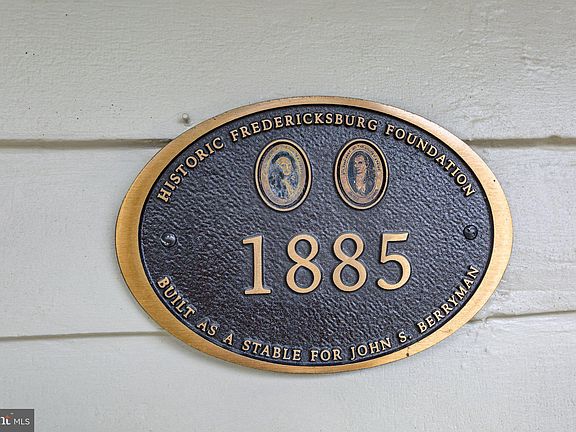 HISTORIC FREDERICKSBURG FOUNDATION
1885
BUILT AS A STABLE FOR JOHN S. BERRYMAN
MLS